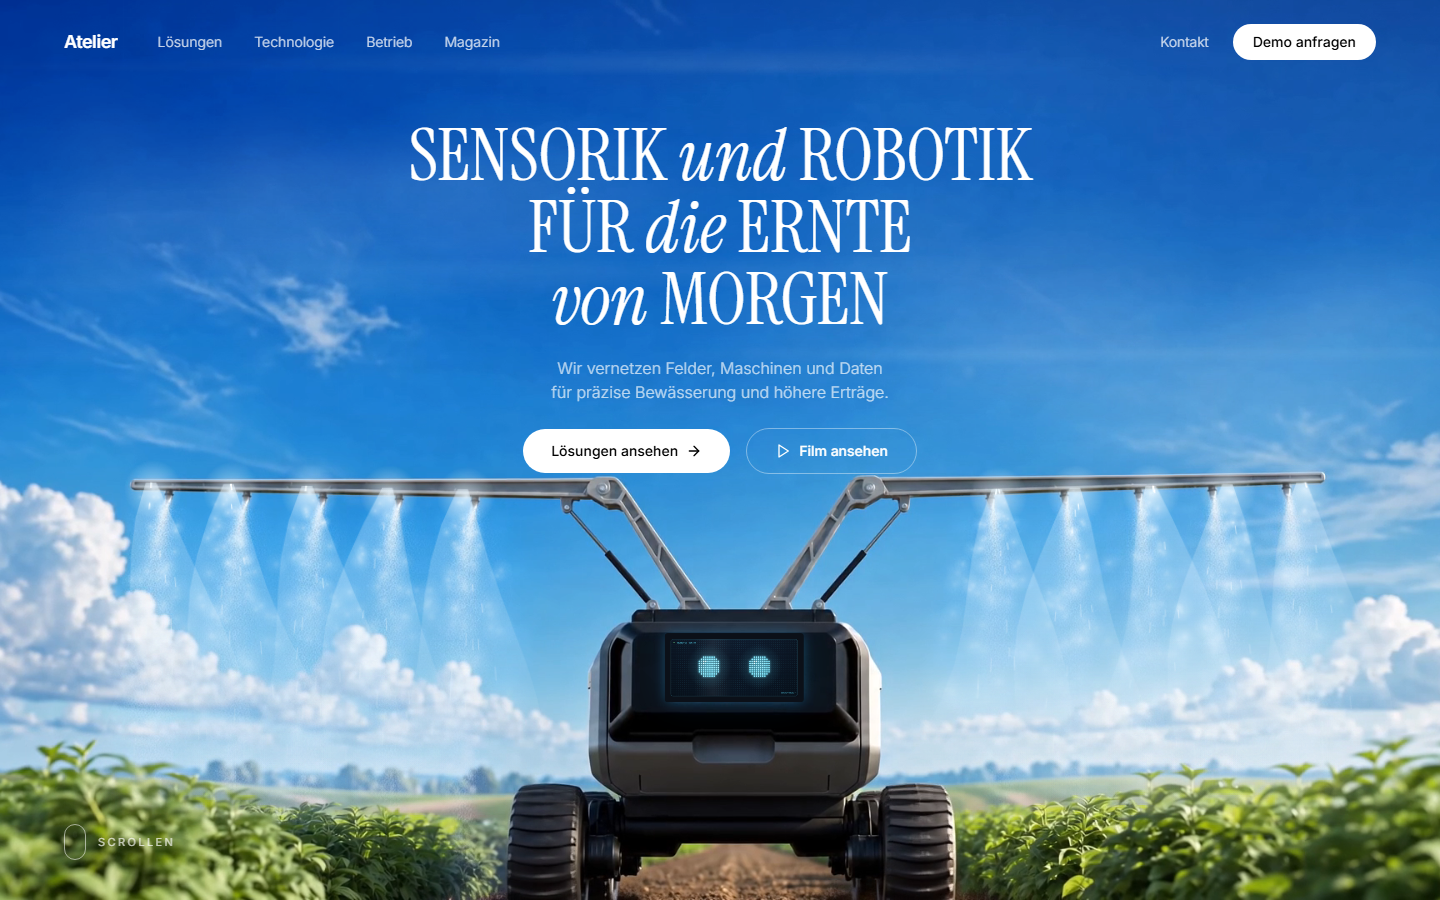 Atelier
Lösungen
Technologie
Betrieb
Magazin
Kontakt
Demo anfragen
SENSORIK und ROBOTIK
FÜR die ERNTE
von MORGEN
Wir vernetzen Felder, Maschinen und Daten
für präzise Bewässerung und höhere Erträge.
Lösungen ansehen
Film ansehen
SCROLLEN